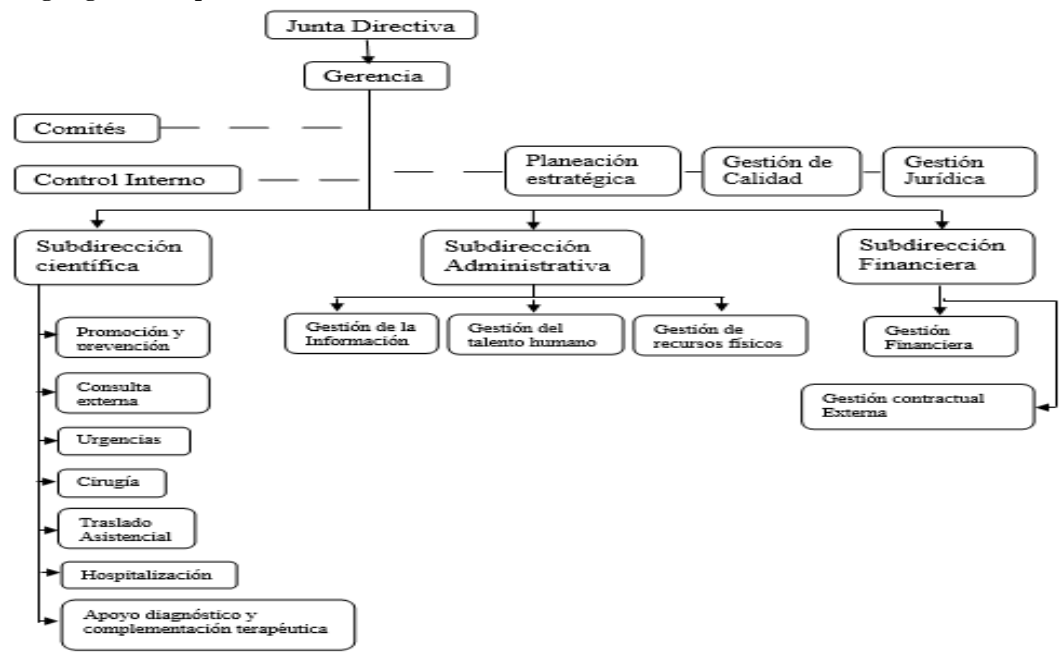 Junta Directiva
Gerencia
Comités
Control Interno
Planeación
estratégica
Gestión de
Calidad
Gestión
Jurídica
Subdirección
científica
Subdirección
Administrativa
Subdirección
Financiera
Promoción y
prevención
Consulta
externa
Urgencias
Cirugía
Traslado
Asistencial
Hospitalización
Apoyo diagnóstico y
complementación terapéutica
Gestión de la
Información
Gestión del
talento humano
Gestión de
recursos físicos
Gestión
Financiera
Gestión contractual
Externa